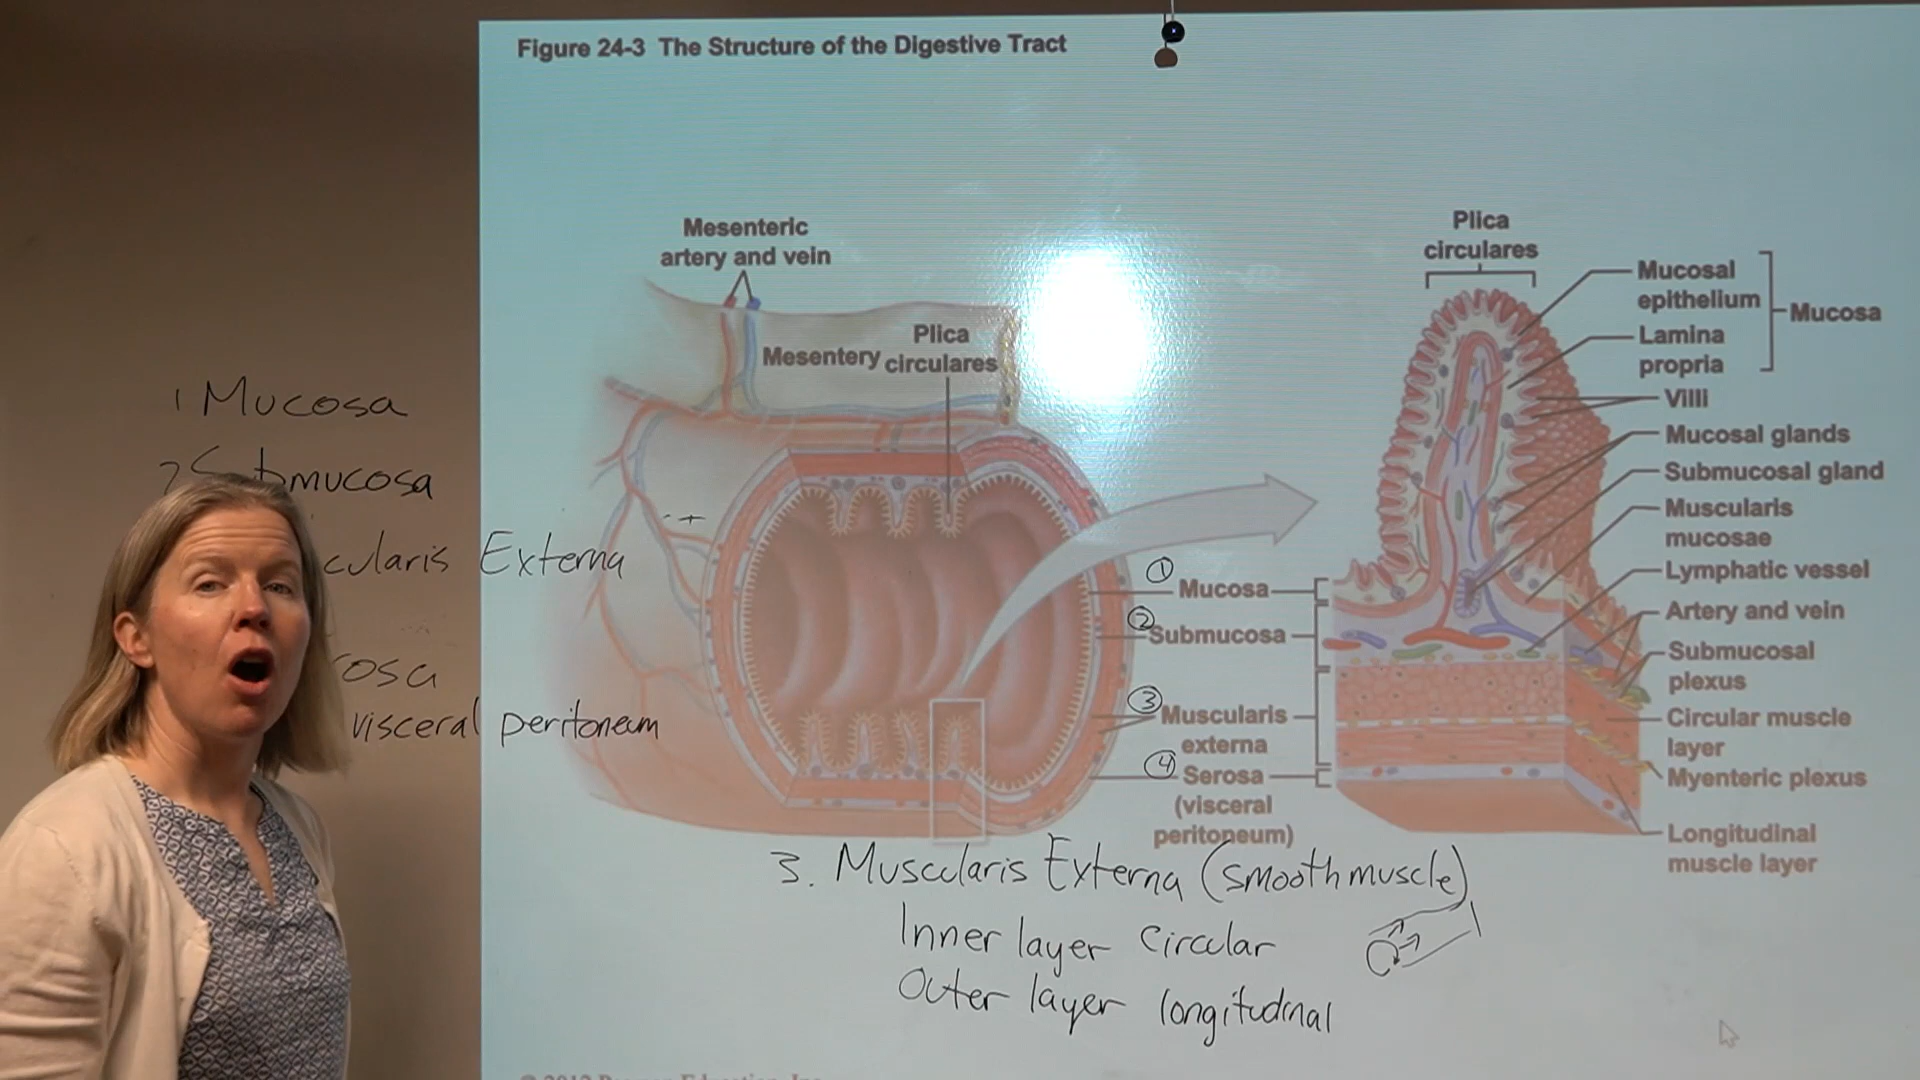 Figure 24-3 The Structure of the Digestive Tract
Mesenteric
artery and vein
Mesentery
Plica
circulares
Plica
circulares
Mucosal
epithelium
Lamina
propria
Mucosa
Villi
Mucosal glands
Submucosal gland
Muscularis
mucosae
Lymphatic vessel
Artery and vein
Submucosal
plexus
Circular muscle
layer
Myenteric plexus
Longitudinal
muscle layer
① Mucosa
② Submucosa
③ Muscularis
externa
④ Serosa
(visceral
peritoneum)
1 Mucosa
2 Submucosa
cularis Externa
rosa
visceral peritoneum
3. Muscularis Externa (smooth muscle)
Inner layer circular
Outer layer longitudinal